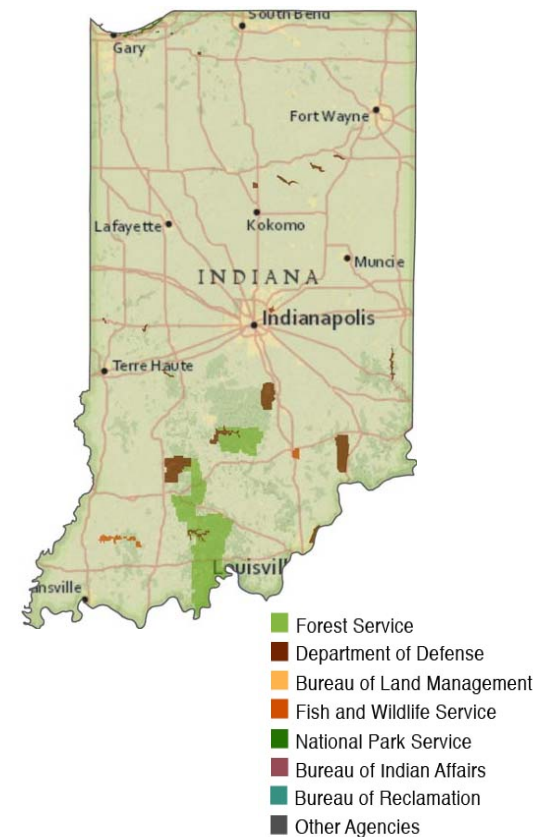 South Bend
Gary
Fort Wayne
Lafayette
Kokomo
Muncie
INDIANA
Indianapolis
Terre Haute
Louisvil
ansville
Forest Service
Department of Defense
Bureau of Land Management
Fish and Wildlife Service
National Park Service
Bureau of Indian Affairs
Bureau of Reclamation
Other Agencies